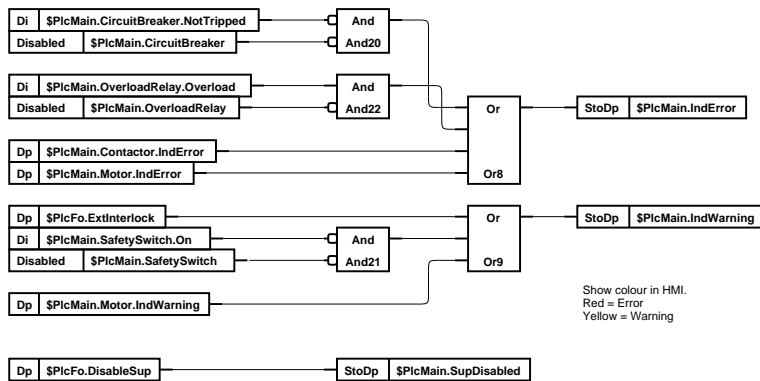 Di $PlcMain.CircuitBreaker.NotTripped And
Disabled $PlcMain.CircuitBreaker And20
Di $PlcMain.OverloadRelay.Overload And
Disabled $PlcMain.OverloadRelay And22
Or StoDp $PlcMain.IndError
Dp $PlcMain.Contactor.IndError
Dp $PlcMain.Motor.IndError Or8
Dp $PlcFo.ExtInterlock Or StoDp $PlcMain.IndWarning
Di $PlcMain.SafetySwitch.On And
Disabled $PlcMain.SafetySwitch And21 Or9
Show colour in HMI.
Red = Error
Yellow = Warning
Dp $PlcMain.Motor.IndWarning
Dp $PlcFo.DisableSup StoDp $PlcMain.SupDisabled